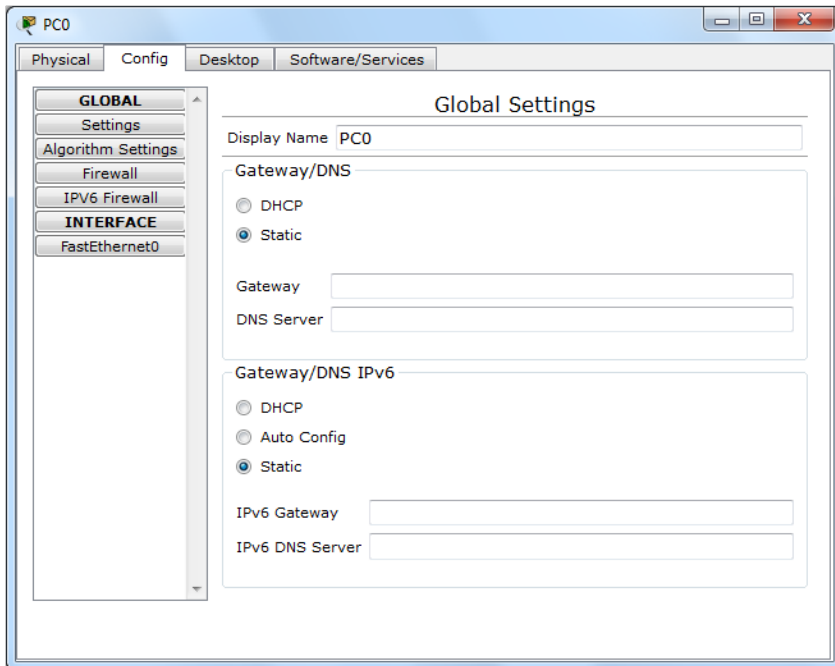 PC0
Physical Config Desktop Software/Services
GLOBAL
Settings
Algorithm Settings
Firewall
IPV6 Firewall
INTERFACE
FastEthernet0
Global Settings
Display Name PC0
Gateway/DNS
DHCP
Static
Gateway
DNS Server
Gateway/DNS IPv6
DHCP
Auto Config
Static
IPv6 Gateway
IPv6 DNS Server